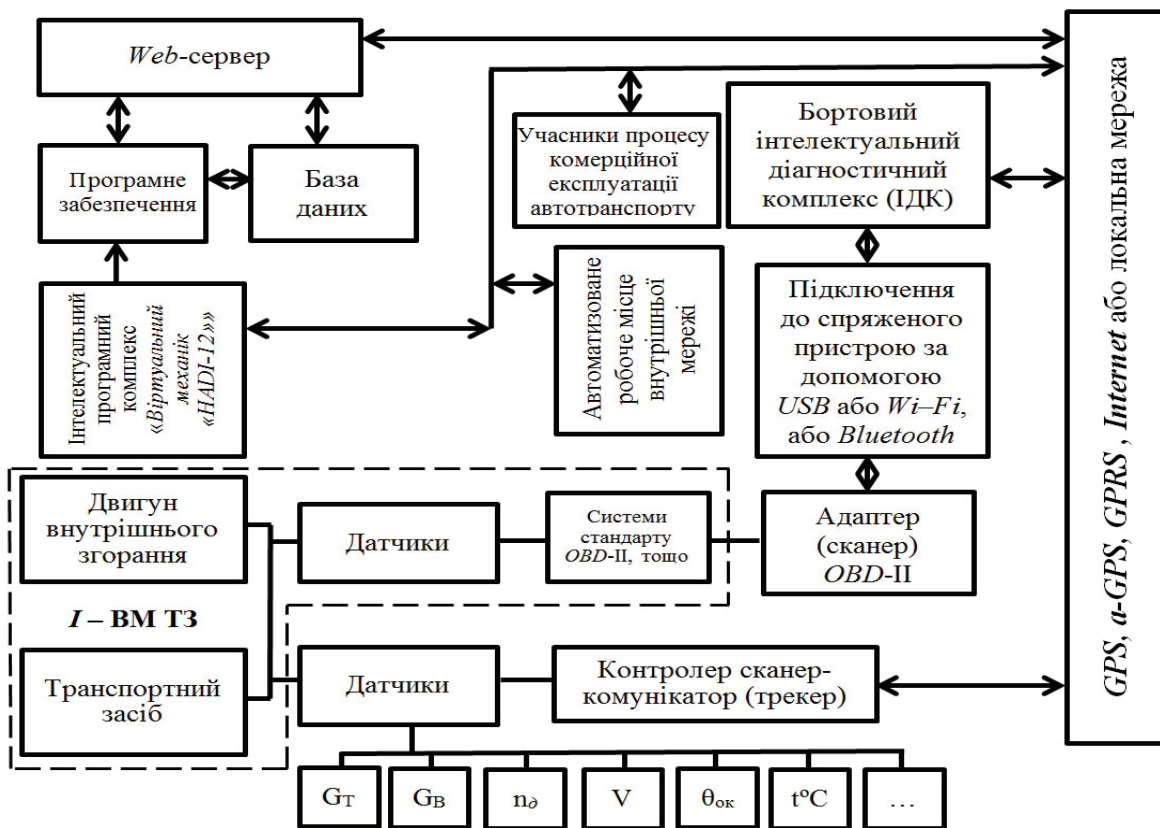 Web-сервер
Програмне
забезпечення
База
даних
Учасники процесу
комерційної
експлуатації
автотранспорту
Бортовий
інтелектуальний
діагностичний
комплекс (ІДК)
GPS, a-GPS, GPRS , Internet або локальна мережа
Інтелектуальний
програмний
комплекс
«Віртуальний
механік
«HADI-12»»
Автоматизоване
робоче місце
внутрішньої
мережі
Підключення
до спряженого
пристрою за
допомогою
USB або Wi–Fi,
або Bluetooth
Двигун
внутрішнього
згорання
Датчики
Системи
стандарту
OBD-II, тощо
Адаптер
(сканер)
OBD-II
I – ВМ ТЗ
Транспортний
засіб
Датчики
Контролер сканер-
комунікатор (трекер)
GТ
GВ
n∂
V
θок
tºC
…